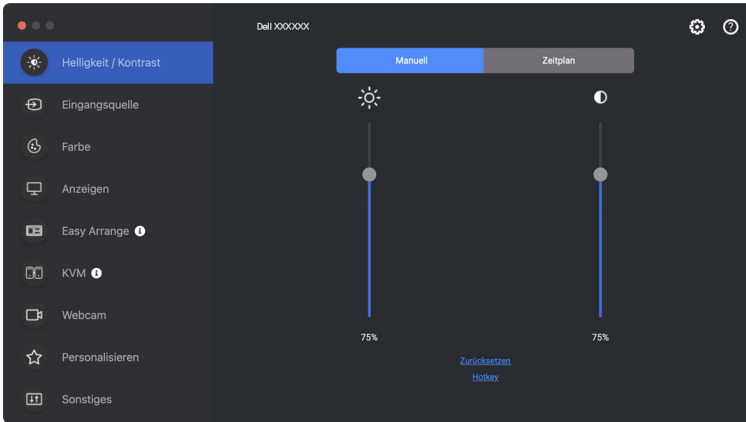 Dell XXXXXX
Helligkeit / Kontrast
Eingangsquelle
Farbe
Anzeigen
Easy Arrange
KVM
Webcam
Personalisieren
Sonstiges
Manuell
Zeitplan
75%
75%
Zurücksetzen
Hotkey